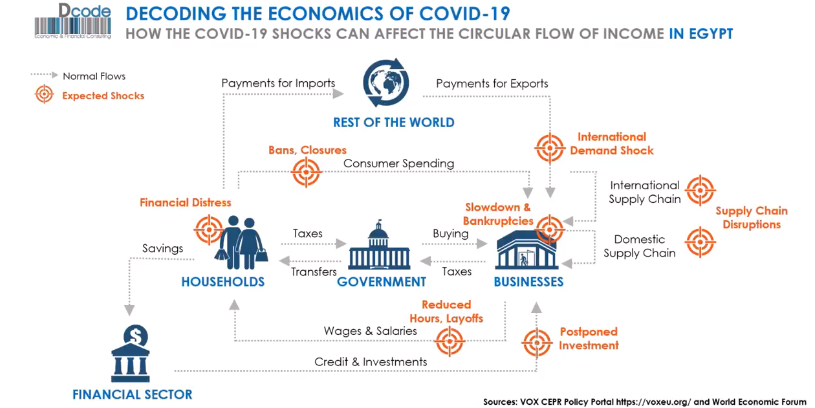 Dcode
Economic & Financial Consulting
DECODING THE ECONOMICS OF COVID-19
HOW THE COVID-19 SHOCKS CAN AFFECT THE CIRCULAR FLOW OF INCOME IN EGYPT
Normal Flows
Expected Shocks
Payments for Imports
Payments for Exports
REST OF THE WORLD
International
Demand Shock
Bans, Closures
Consumer Spending
International
Supply Chain
Supply Chain
Disruptions
Domestic
Supply Chain
Financial Distress
Slowdown &
Bankruptcies
Savings
Taxes
Buying
Transfers
Taxes
HOUSEHOLDS
GOVERNMENT
BUSINESSES
Reduced
Hours, Layoffs
Wages & Salaries
Postponed
Investment
Credit & Investments
FINANCIAL SECTOR
Sources: VOX CEPR Policy Portal https://voxeu.org/ and World Economic Forum